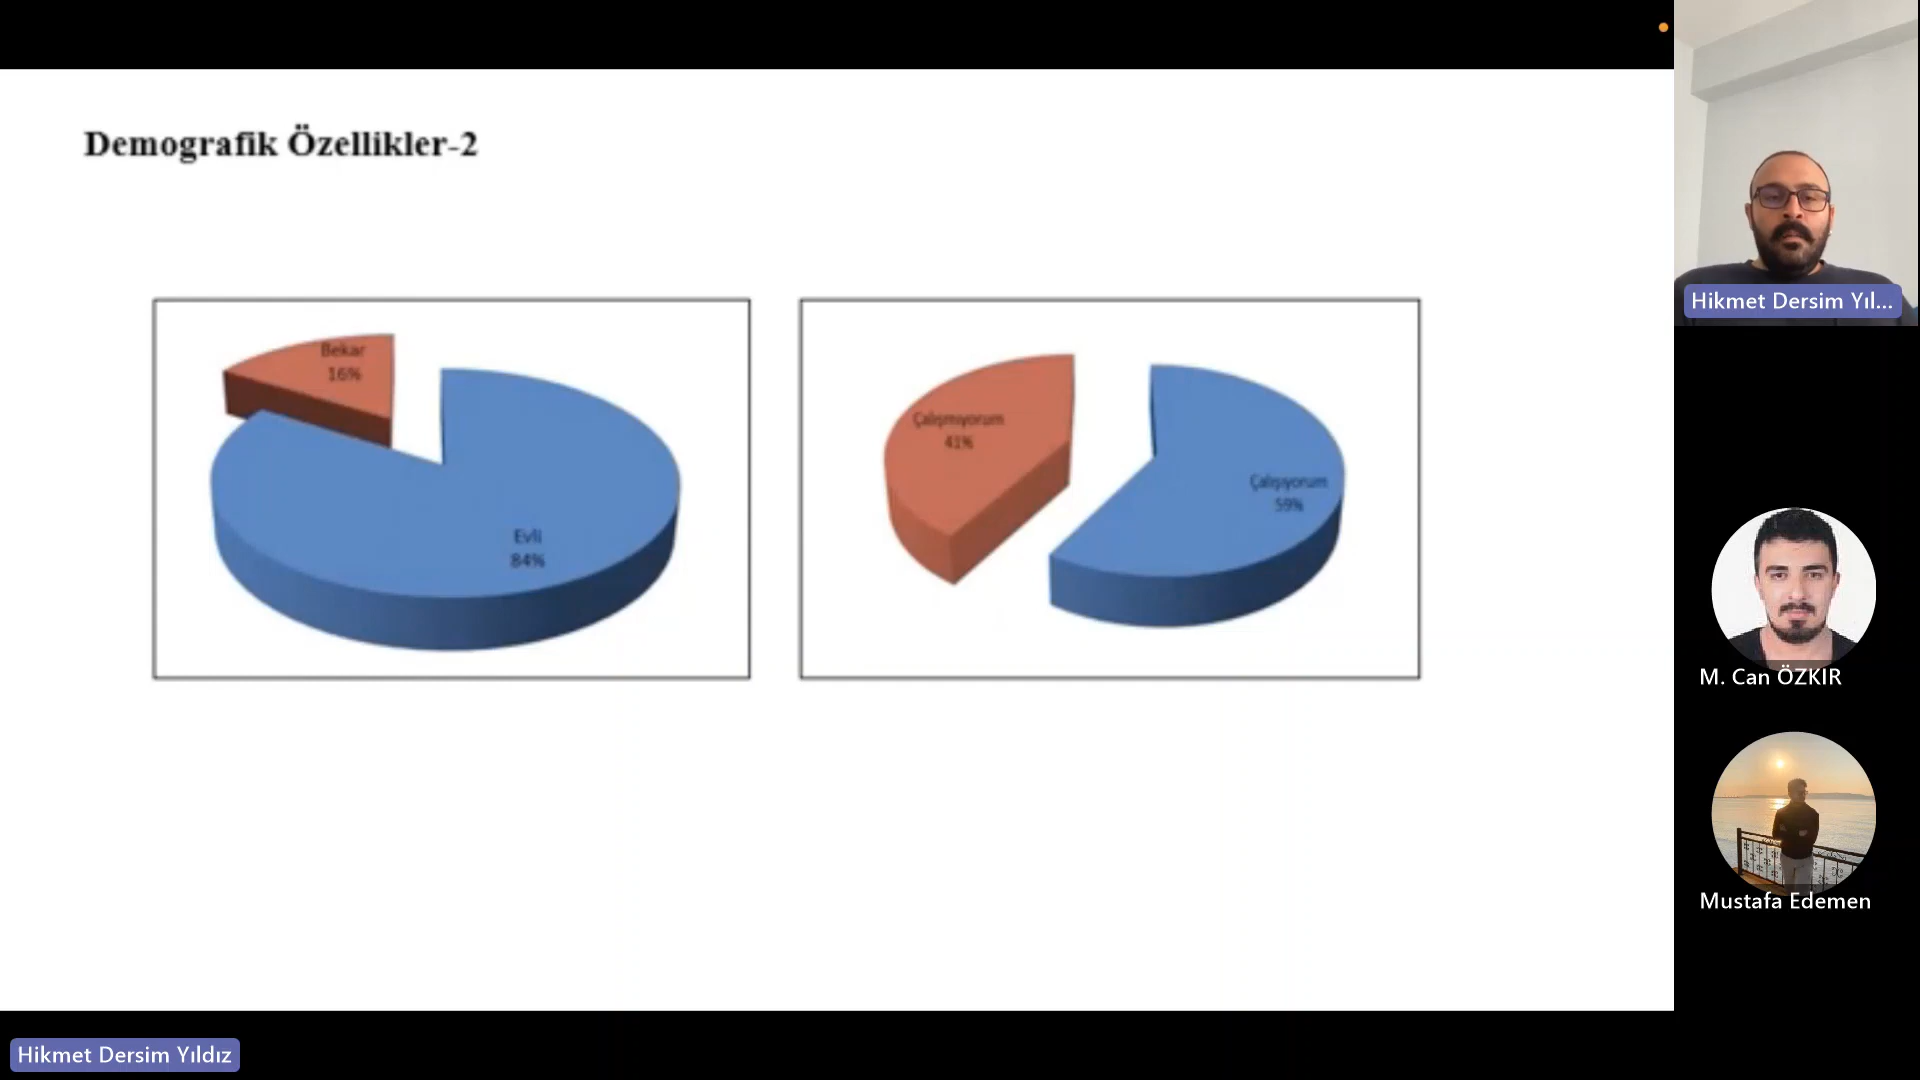 Demografik Özellikler-2
Bekar
16%
Evli
84%
Çalışmıyorum
41%
Çalışıyorum
59%
Hikmet Dersim Yıl...
M. Can ÖZKIR
Mustafa Edemen
Hikmet Dersim Yıldız